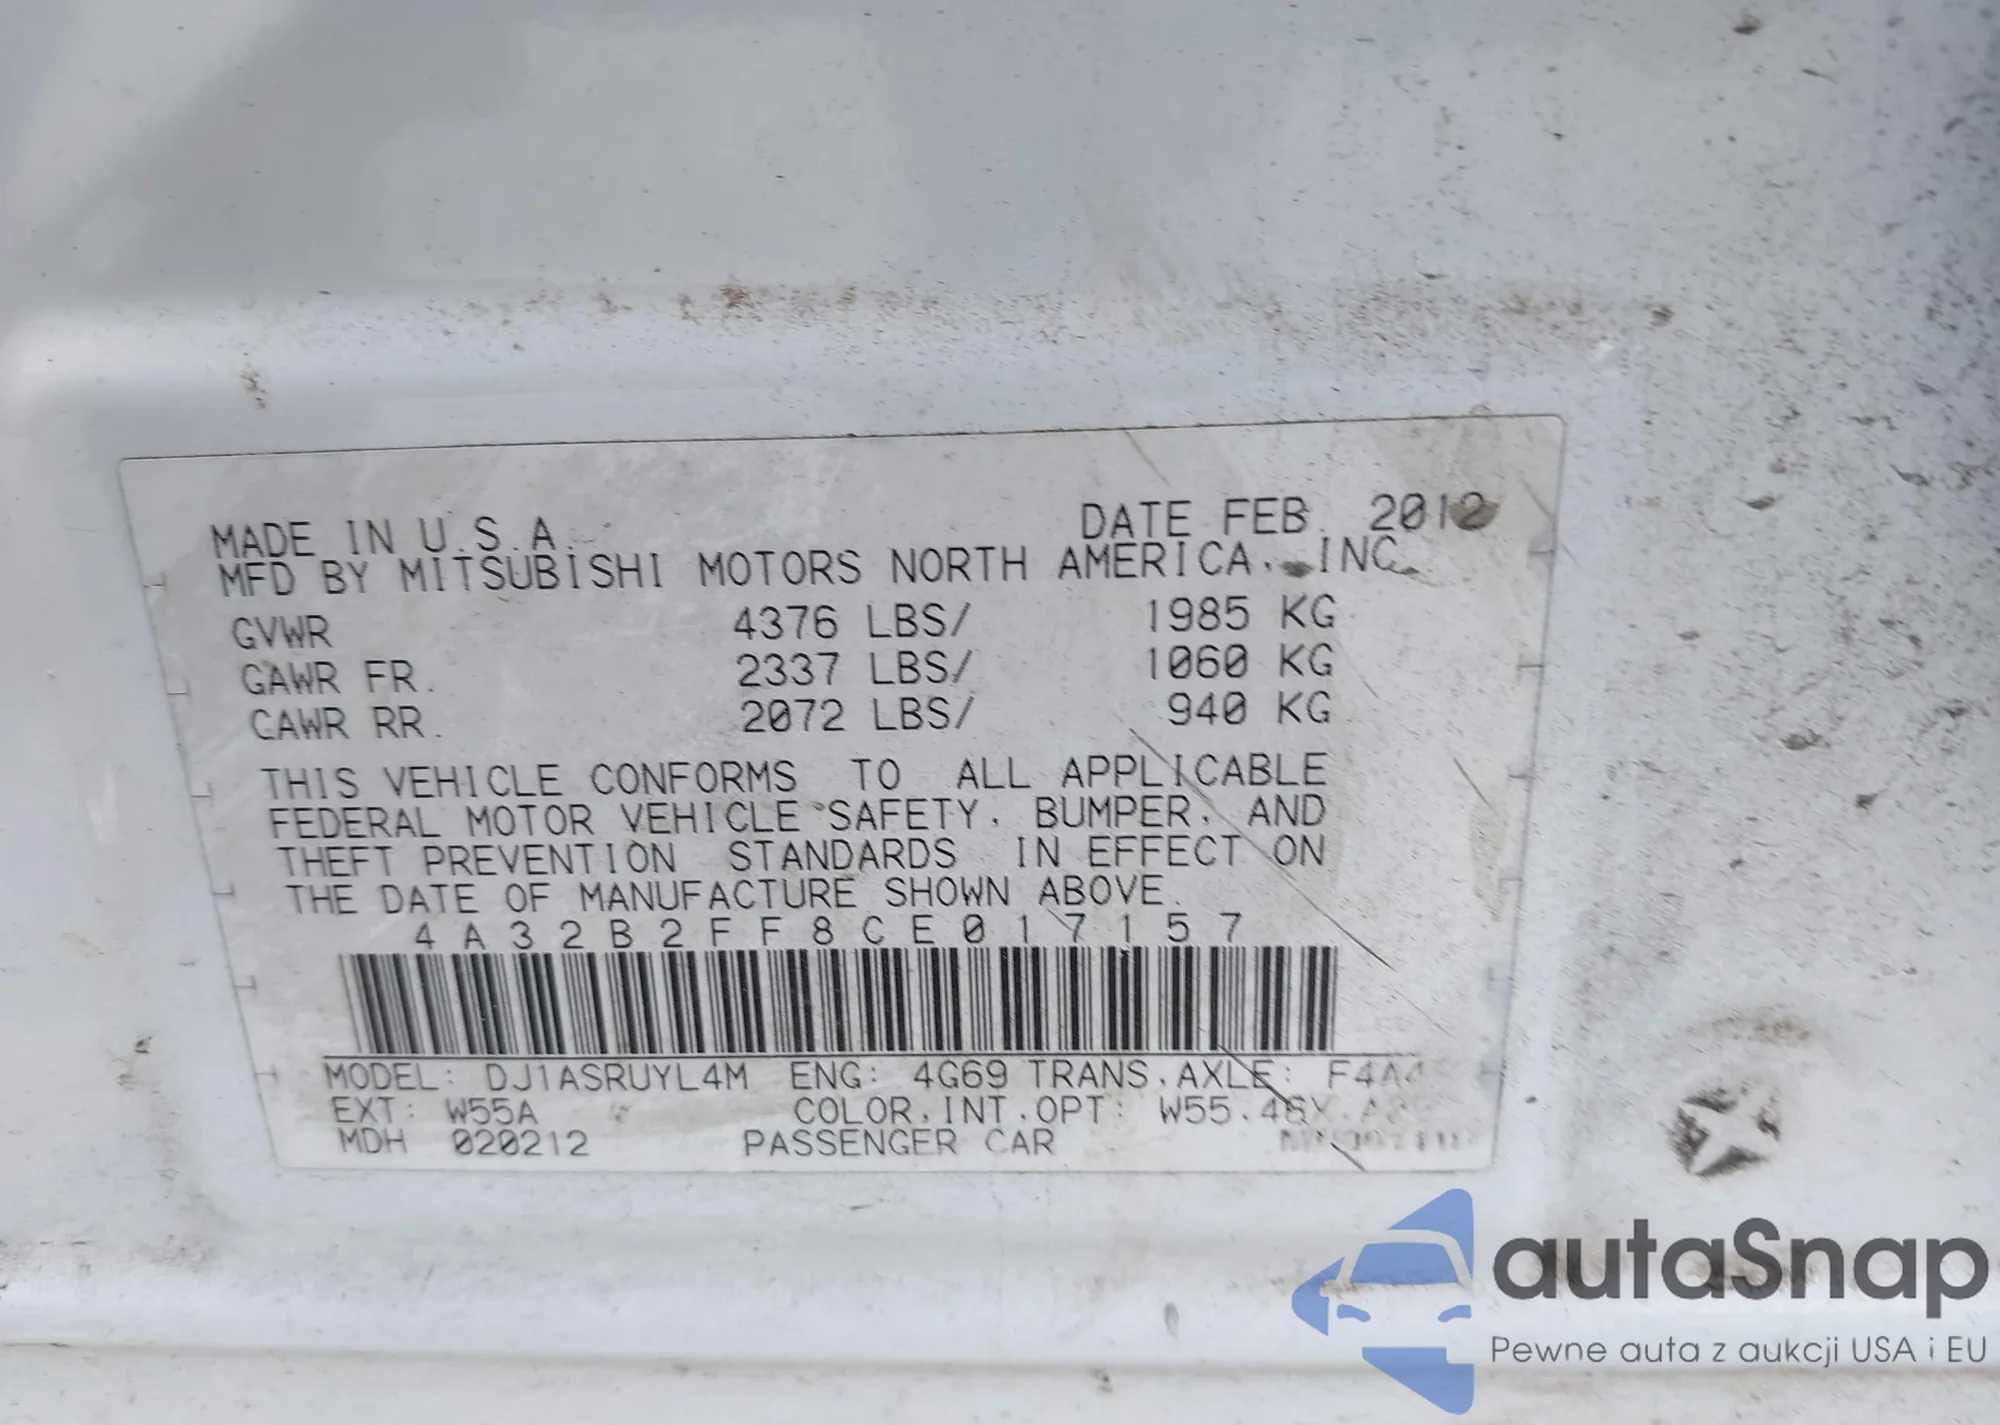 DATE FEB. 2012
MADE IN U.S.A.
MFD BY MITSUBISHI MOTORS NORTH AMERICA, INC.
GVWR 4376 LBS/ 1985 KG
GAWR FR. 2337 LBS/ 1060 KG
GAWR RR. 2072 LBS/ 940 KG
THIS VEHICLE CONFORMS TO ALL APPLICABLE
FEDERAL MOTOR VEHICLE SAFETY, BUMPER, AND
THEFT PREVENTION STANDARDS IN EFFECT ON
THE DATE OF MANUFACTURE SHOWN ABOVE.
4A32B2FF8CE017157
MODEL: DJ1ASRUYL4M ENG: 4G69 TRANS.AXLE:
EXT: W55A COLOR.INT.OPT:
MDH 020212 PASSENGER CAR
autaSnap
Pewne auta z aukcji USA i EU